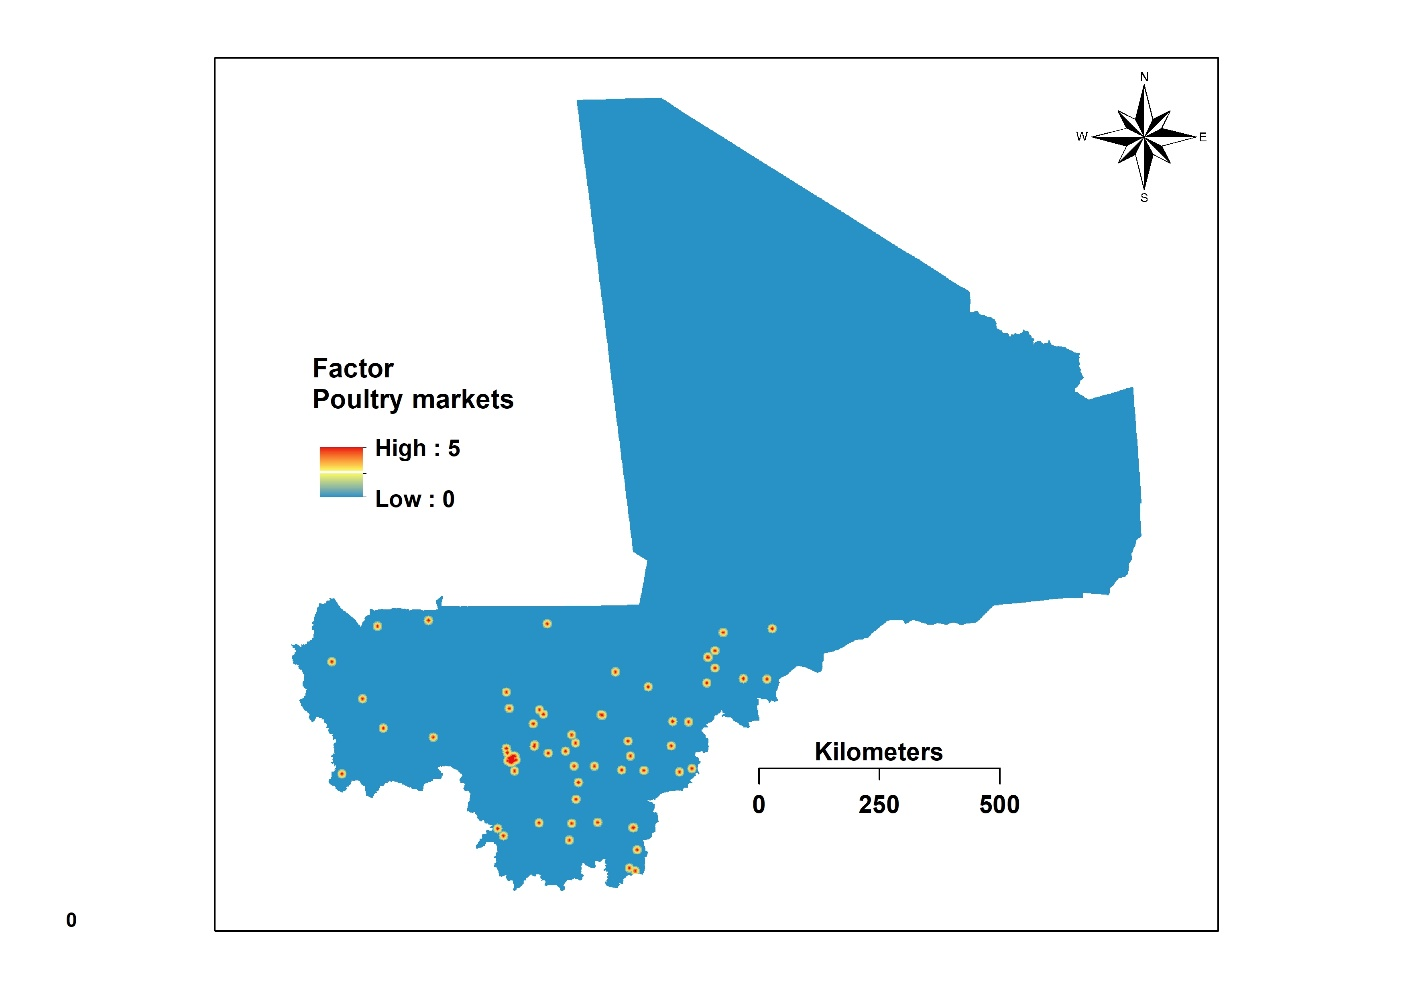 N
W
E
S
Factor
Poultry markets
High : 5
Low : 0
Kilometers
0
250
500
0